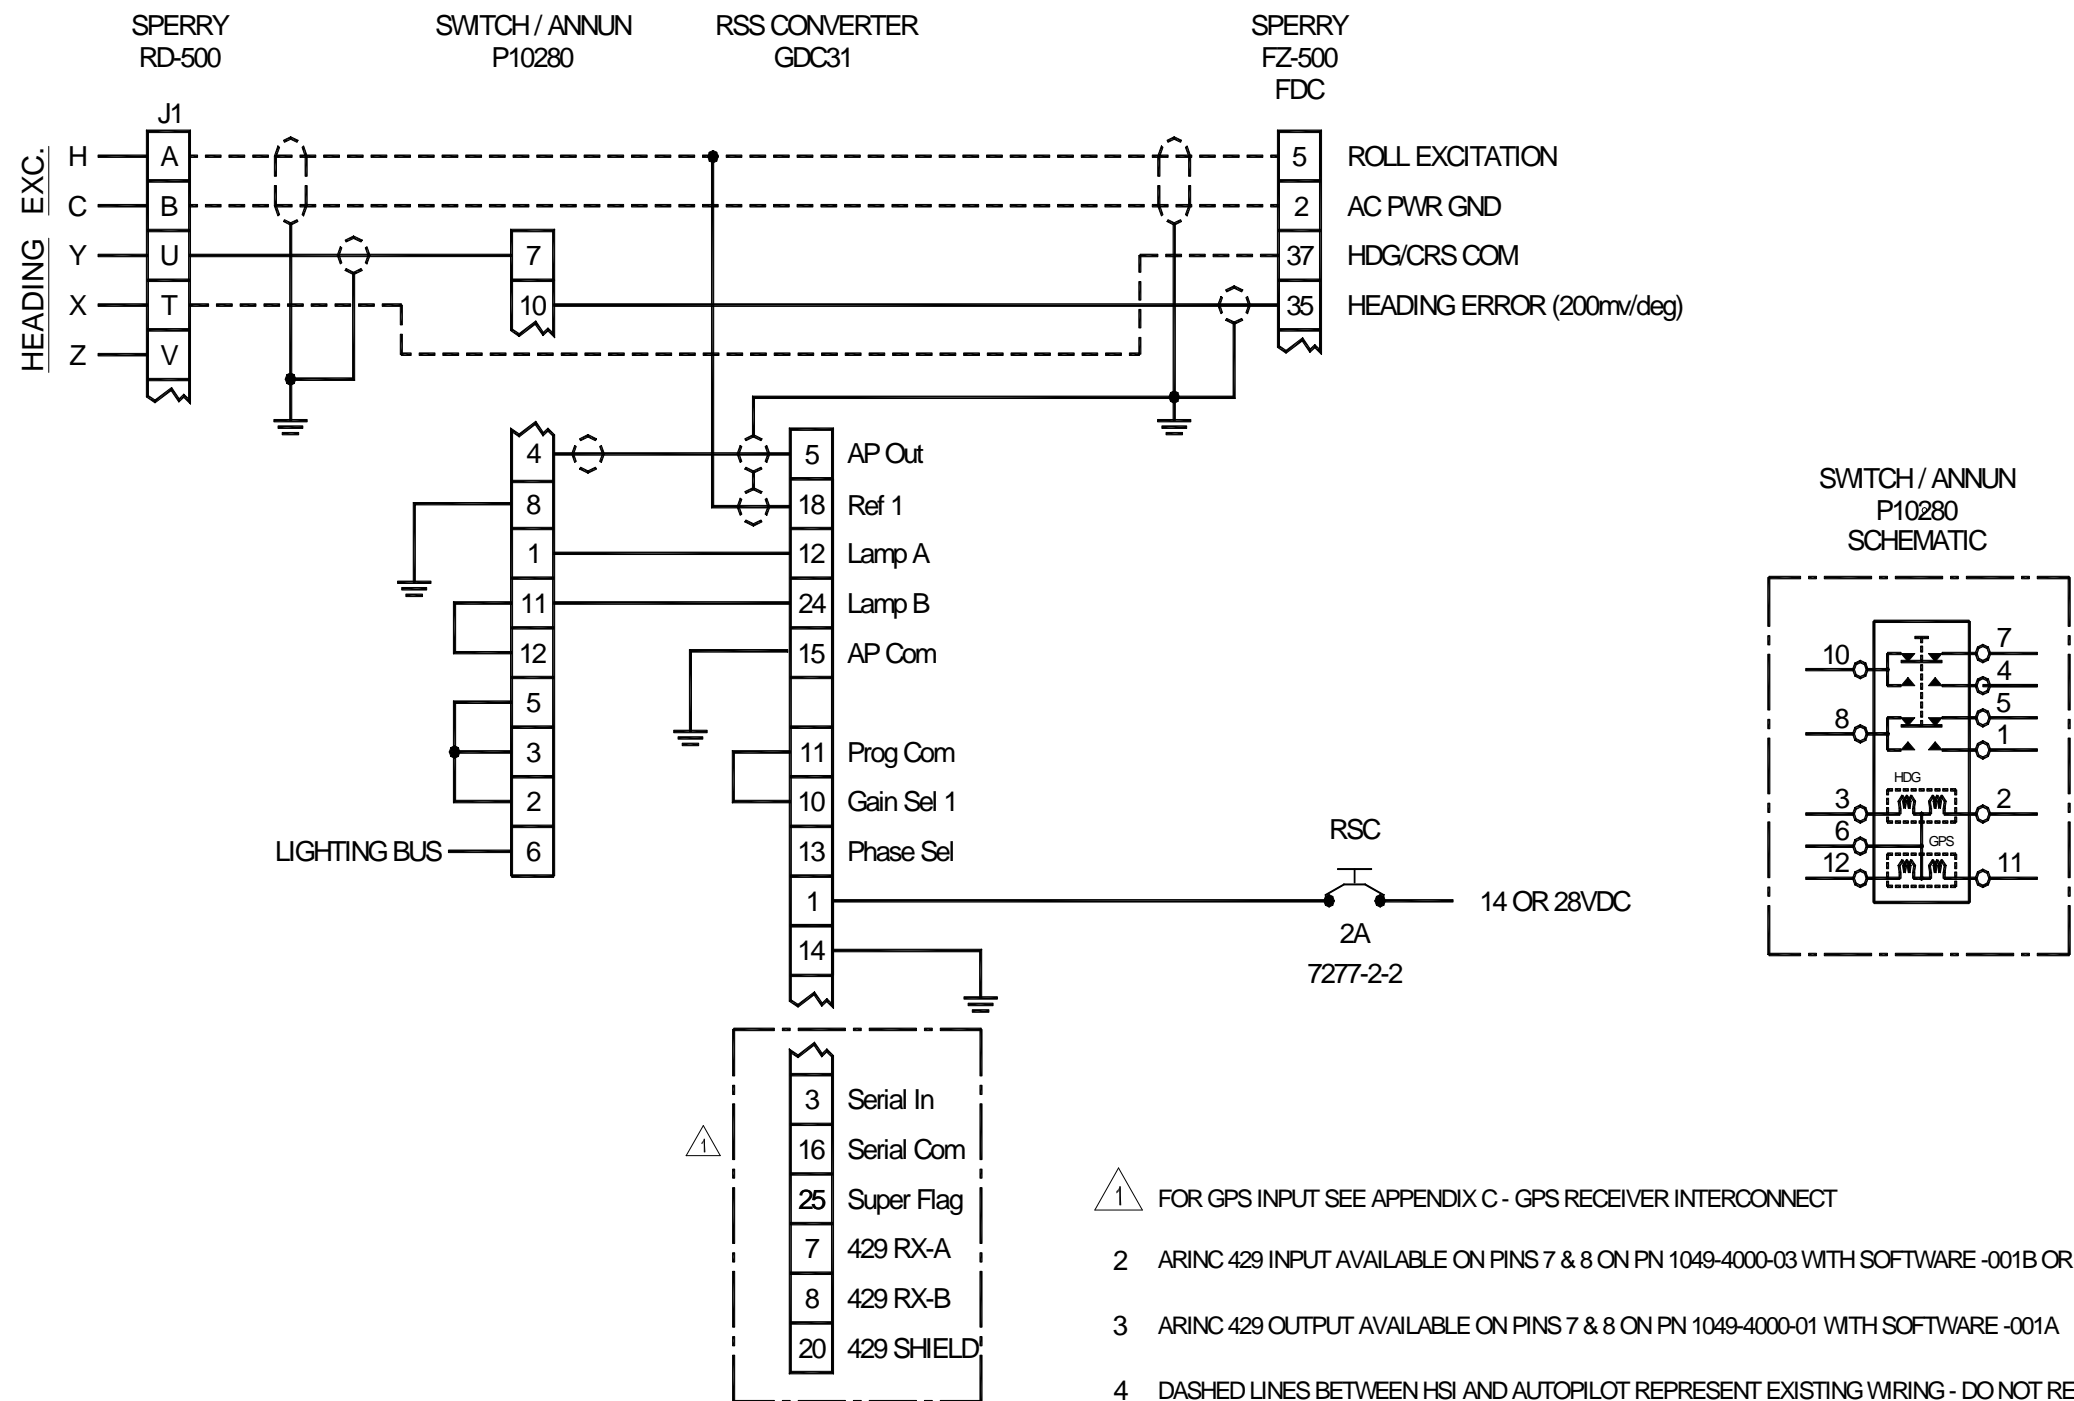 SPERRY
RD-500
SWITCH / ANNUN
P10280
RSS CONVERTER
GDC31
SPERRY
FZ-500
FDC
J1
HEADING EXC.
H A 5 ROLL EXCITATION
C B 2 AC PWR GND
Y U 7 37 HDG/CRS COM
X T 10 35 HEADING ERROR (200mv/deg)
Z V
4 5 AP Out
8 18 Ref 1
1 12 Lamp A
11 24 Lamp B
12 15 AP Com
5
3 11 Prog Com
2 10 Gain Sel 1
LIGHTING BUS 6 13 Phase Sel
1 14 OR 28VDC
RSC
2A
7277-2-2
14
SWITCH / ANNUN
P10280
SCHEMATIC
10 7
4
8 5
1
HDG
3 2
6 GPS
12 11
1
3 Serial In
16 Serial Com
25 Super Flag
7 429 RX-A
8 429 RX-B
20 429 SHIELD
1 FOR GPS INPUT SEE APPENDIX C - GPS RECEIVER INTERCONNECT
2 ARINC 429 INPUT AVAILABLE ON PINS 7 & 8 ON PN 1049-4000-03 WITH SOFTWARE -001B OR
3 ARINC 429 OUTPUT AVAILABLE ON PINS 7 & 8 ON PN 1049-4000-01 WITH SOFTWARE -001A
4 DASHED LINES BETWEEN HSI AND AUTOPILOT REPRESENT EXISTING WIRING - DO NOT RE